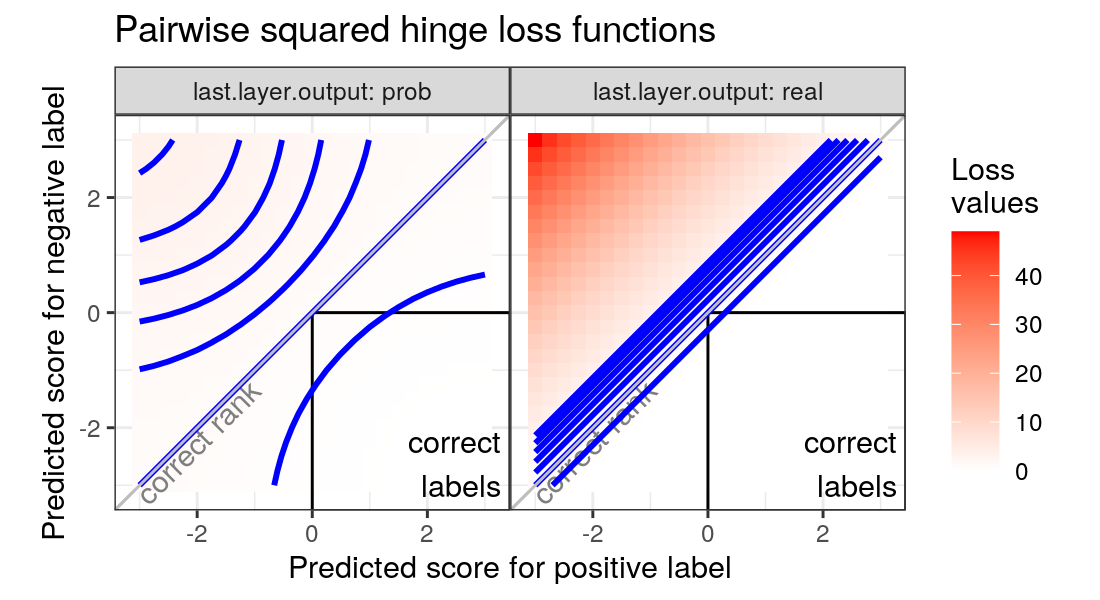 Pairwise squared hinge loss functions
last.layer.output: prob
last.layer.output: real
Predicted score for negative label
2
0
-2
correct rank
correct
labels
correct rank
correct
labels
-2
0
2
-2
0
2
Predicted score for positive label
Loss
values
40
30
20
10
0